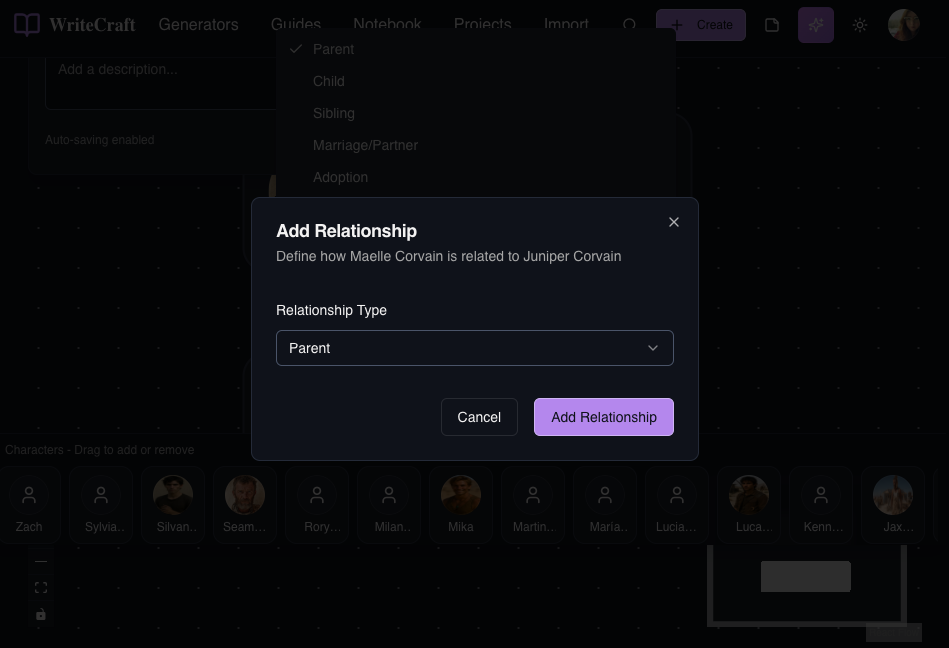 WriteCraft Generators Guides Notebook Projects Import Create
Parent
Add a description...
Child
Sibling
Auto-saving enabled
Marriage/Partner
Adoption
Add Relationship
Define how Maelle Corvain is related to Juniper Corvain
Relationship Type
Parent
Cancel Add Relationship
Characters - Drag to add or remove
Zach Sylvia.. Silvan.. Seam... Rory... Milan.. Mika Martin.. Maria.. Lucia... Luca... Kenn... Jax...